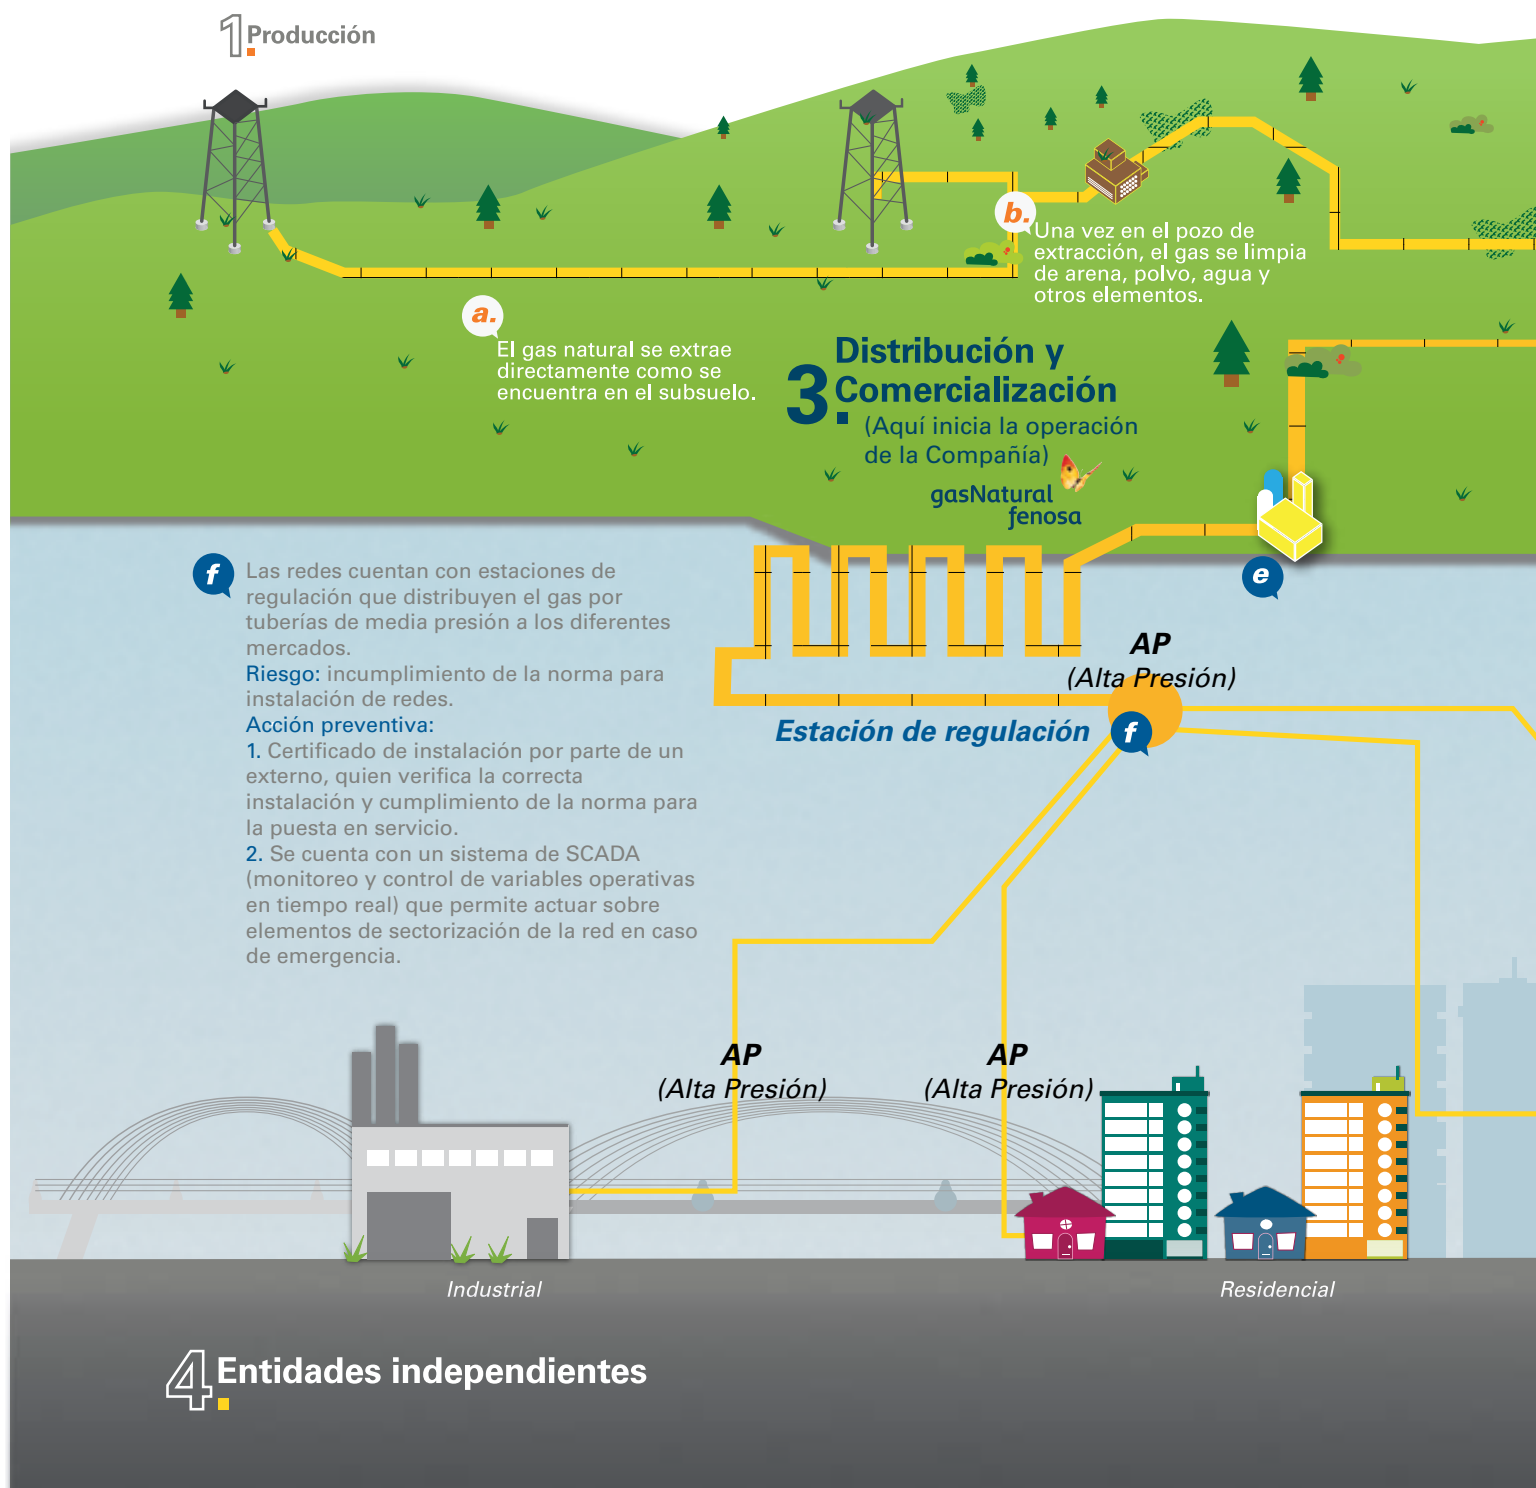 1. Producción
b.
Una vez en el pozo de
extracción, el gas se limpia
de arena, polvo, agua y
otros elementos.
a.
El gas natural se extrae
directamente como se
encuentra en el subsuelo.
3. Distribución y
Comercialización
(Aquí inicia la operación
de la Compañía)
gasNatural
fenosa
e
f
Las redes cuentan con estaciones de
regulación que distribuyen el gas por
tuberías de media presión a los diferentes
mercados.
Riesgo: incumplimiento de la norma para
instalación de redes.
Acción preventiva:
1. Certificado de instalación por parte de un
externo, quien verifica la correcta
instalación y cumplimiento de la norma para
la puesta en servicio.
2. Se cuenta con un sistema de SCADA
(monitoreo y control de variables operativas
en tiempo real) que permite actuar sobre
elementos de sectorización de la red en caso
de emergencia.
AP
(Alta Presión)
Estación de regulación
f
AP
(Alta Presión)
AP
(Alta Presión)
Industrial
Residencial
4. Entidades independientes